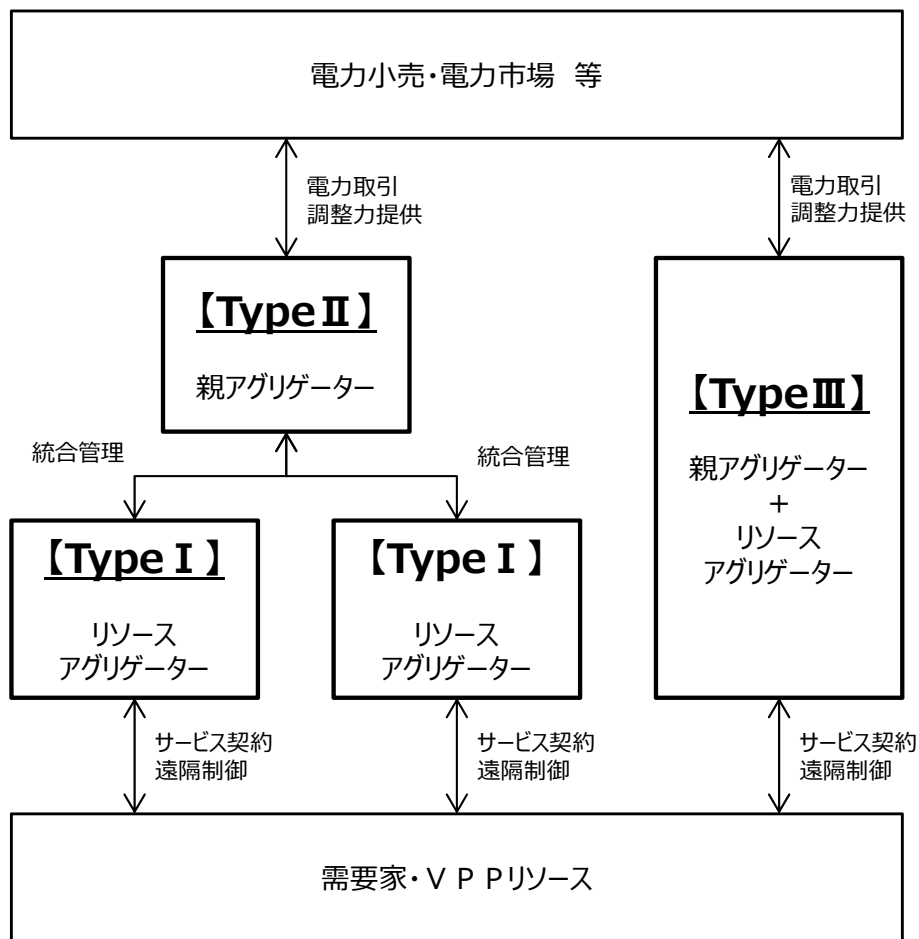 電力小売・電力市場 等
電力取引
調整力提供
電力取引
調整力提供
【TypeⅡ】
親アグリゲーター
【TypeⅢ】
親アグリゲーター
+
リソース
アグリゲーター
統合管理
統合管理
【TypeⅠ】
リソース
アグリゲーター
【TypeⅠ】
リソース
アグリゲーター
サービス契約
遠隔制御
サービス契約
遠隔制御
サービス契約
遠隔制御
需要家・VPPリソース